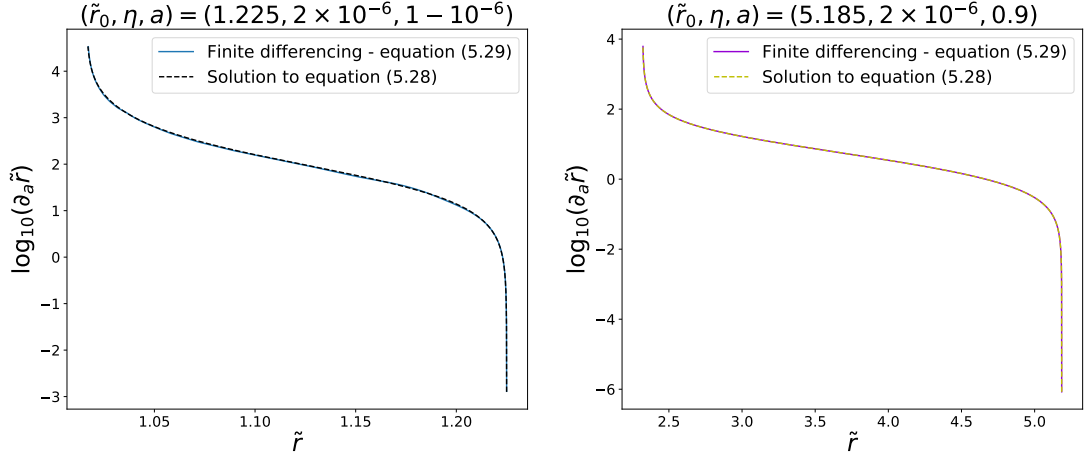 (r̃₀, η, a) = (1.225, 2 × 10⁻⁶, 1 − 10⁻⁶)
Finite differencing - equation (5.29)
Solution to equation (5.28)
log₁₀(∂ₐr̃)
4
3
2
1
0
−1
−2
−3
1.05
1.10
1.15
1.20
r̃
(r̃₀, η, a) = (5.185, 2 × 10⁻⁶, 0.9)
Finite differencing - equation (5.29)
Solution to equation (5.28)
log₁₀(∂ₐr̃)
4
2
0
−2
−4
−6
2.5
3.0
3.5
4.0
4.5
5.0
r̃